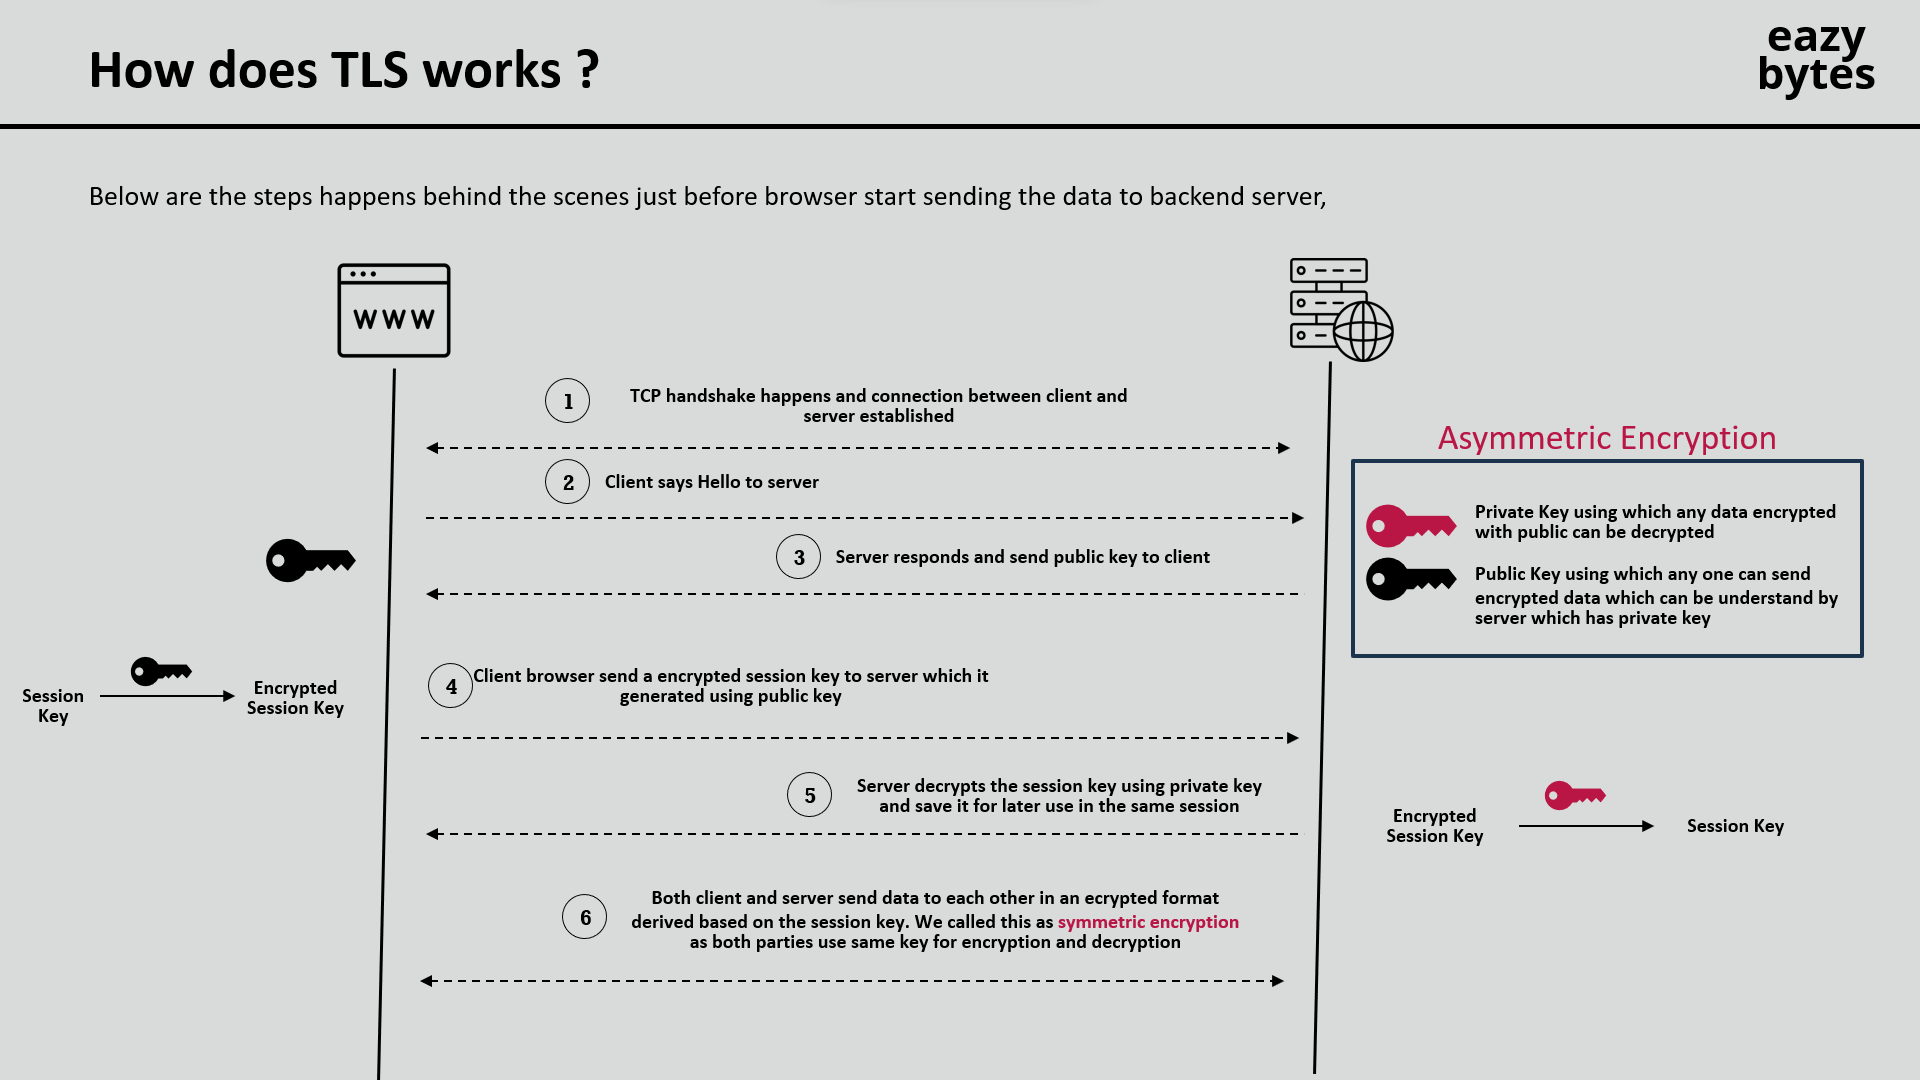 How does TLS works ?
eazy
bytes
Below are the steps happens behind the scenes just before browser start sending the data to backend server,
WWW
1
TCP handshake happens and connection between client and
server established
2
Client says Hello to server
3
Server responds and send public key to client
Asymmetric Encryption
Private Key using which any data encrypted
with public can be decrypted
Public Key using which any one can send
encrypted data which can be understand by
server which has private key
Session
Key
Encrypted
Session Key
4
Client browser send a encrypted session key to server which it
generated using public key
5
Server decrypts the session key using private key
and save it for later use in the same session
Encrypted
Session Key
Session Key
6
Both client and server send data to each other in an ecrypted format
derived based on the session key. We called this as symmetric encryption
as both parties use same key for encryption and decryption